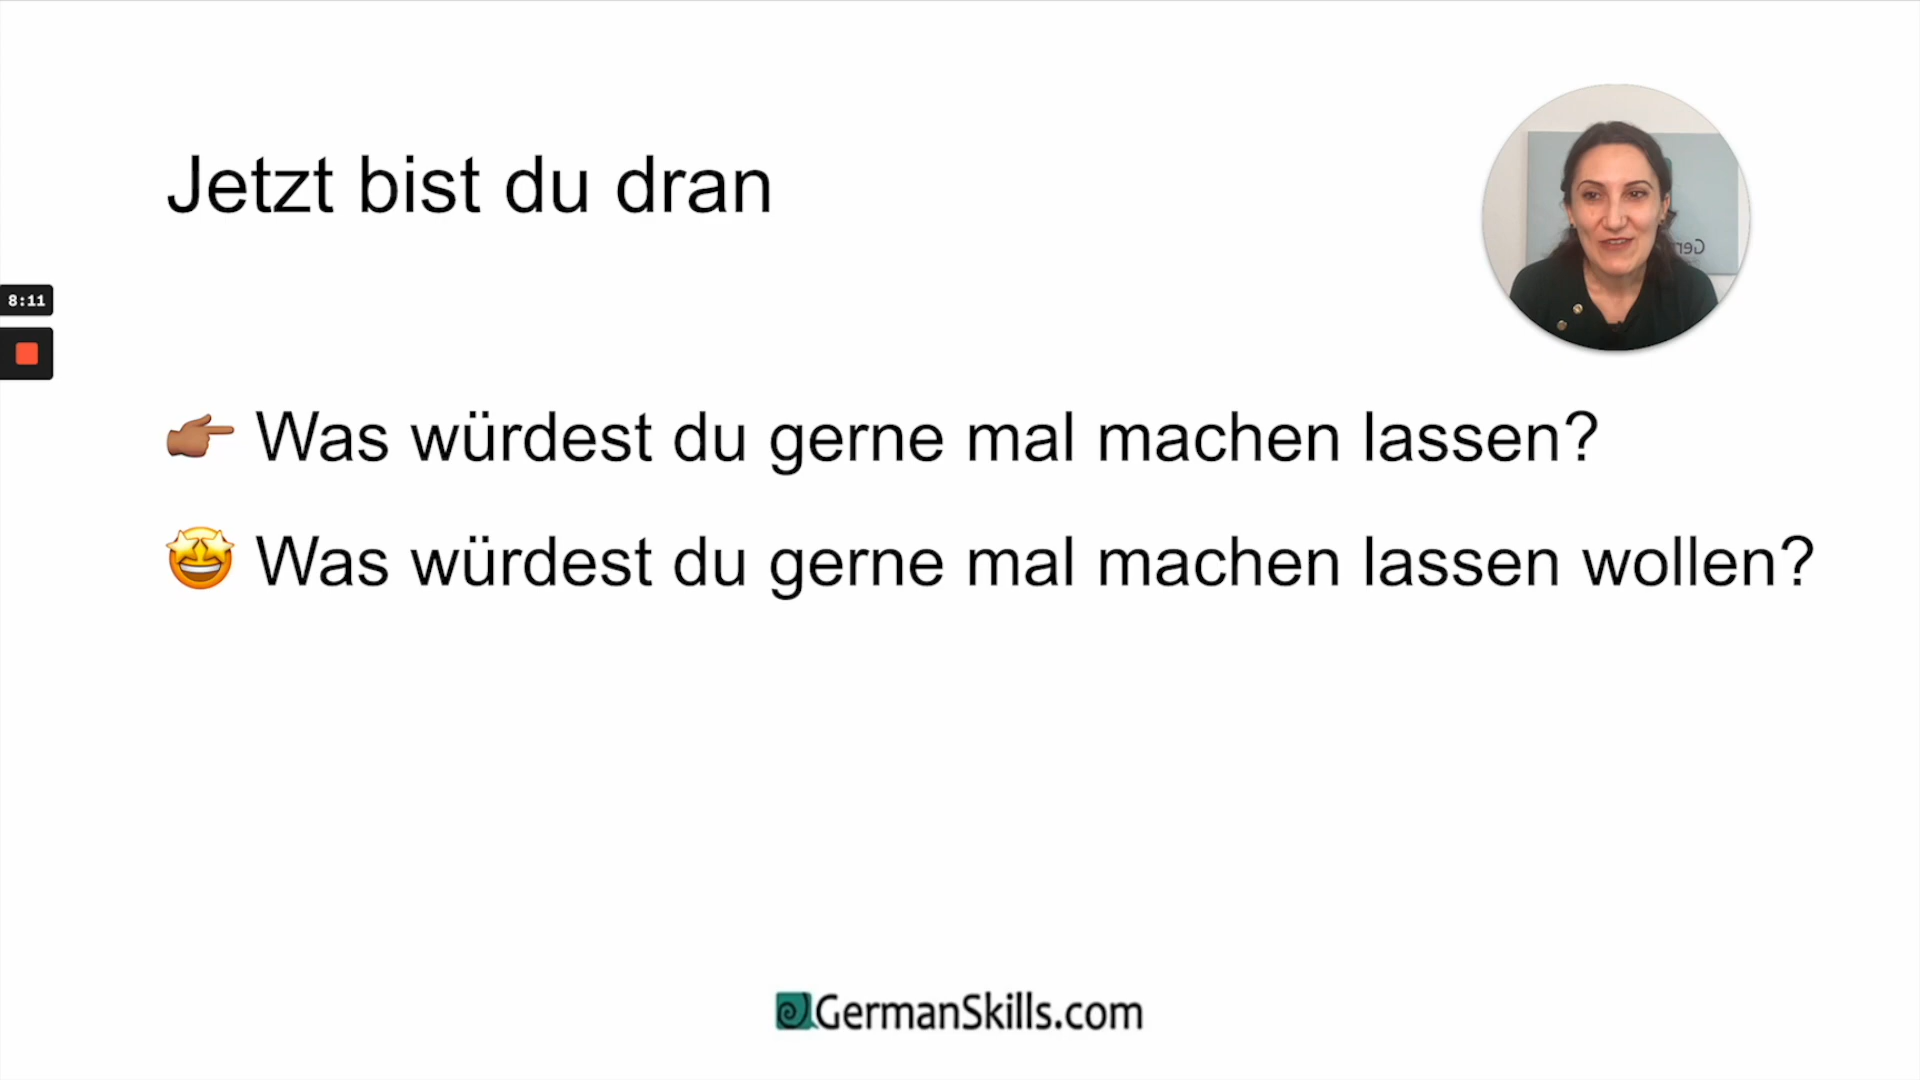 Jetzt bist du dran
8:11
Was würdest du gerne mal machen lassen?
Was würdest du gerne mal machen lassen wollen?
GermanSkills.com